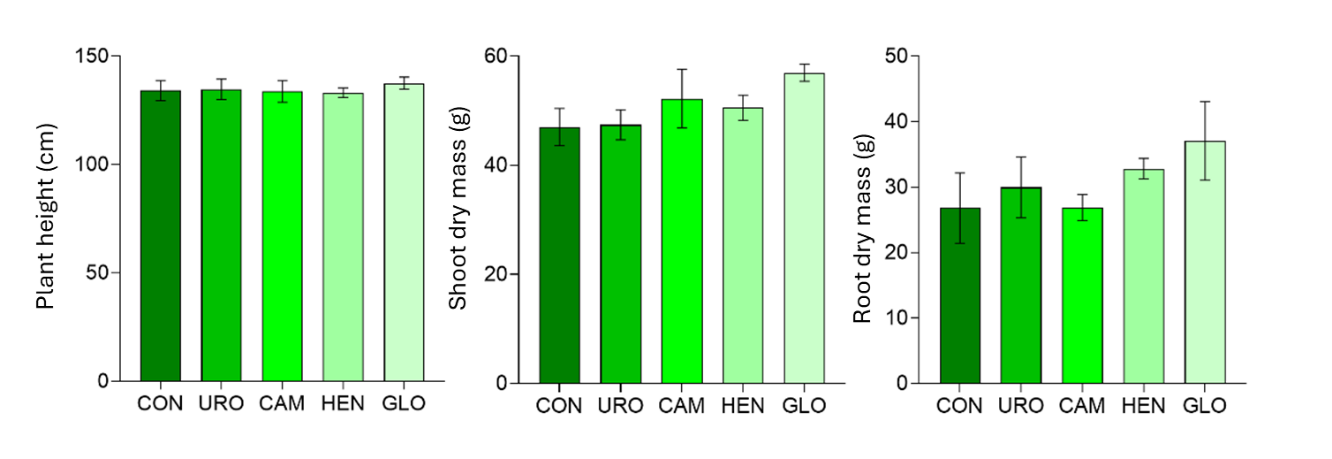 Plant height (cm)
150
100
50
0
CON URO CAM HEN GLO
Shoot dry mass (g)
60
40
20
0
CON URO CAM HEN GLO
Root dry mass (g)
50
40
30
20
10
0
CON URO CAM HEN GLO